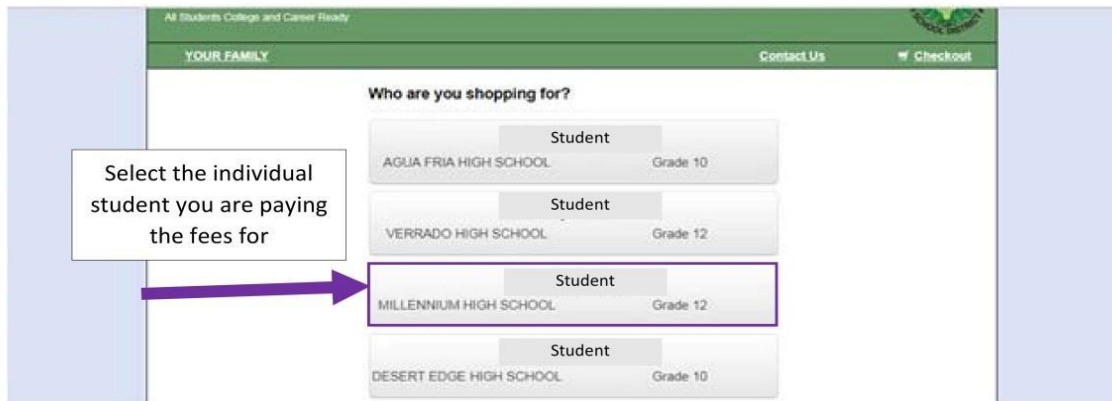 All Students College and Career Ready
SCHOOL DISTRICT
YOUR FAMILY Contact Us Checkout
Who are you shopping for?
Student
AGUA FRIA HIGH SCHOOL Grade 10
Select the individual
student you are paying
the fees for
Student
VERRADO HIGH SCHOOL Grade 12
Student
MILLENNIUM HIGH SCHOOL Grade 12
Student
DESERT EDGE HIGH SCHOOL Grade 10